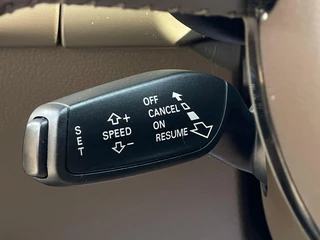 SET
+
SPEED
−
OFF
CANCEL
ON
RESUME